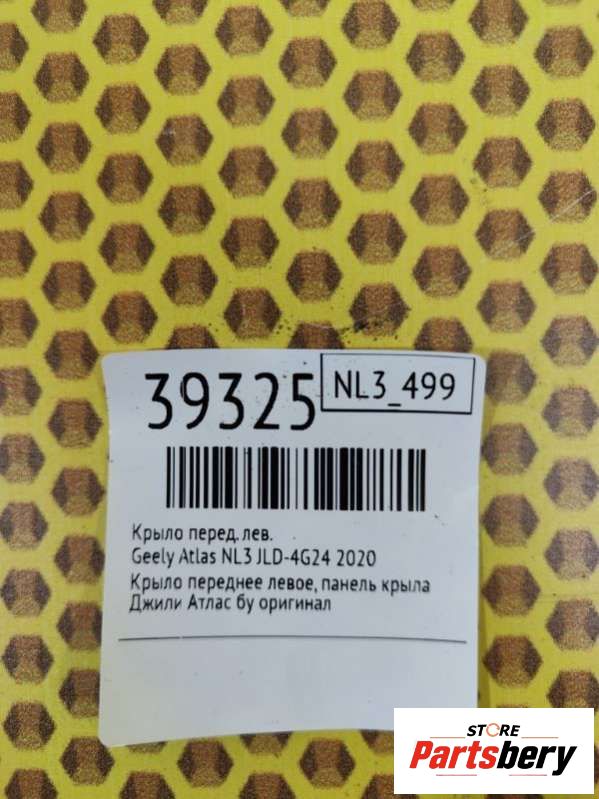 39325
NL3_499
Крыло перед. лев.
Geely Atlas NL3 JLD-4G24 2020
Крыло переднее левое, панель крыла
Джили Атлас бу оригинал
STORE
Partsbery